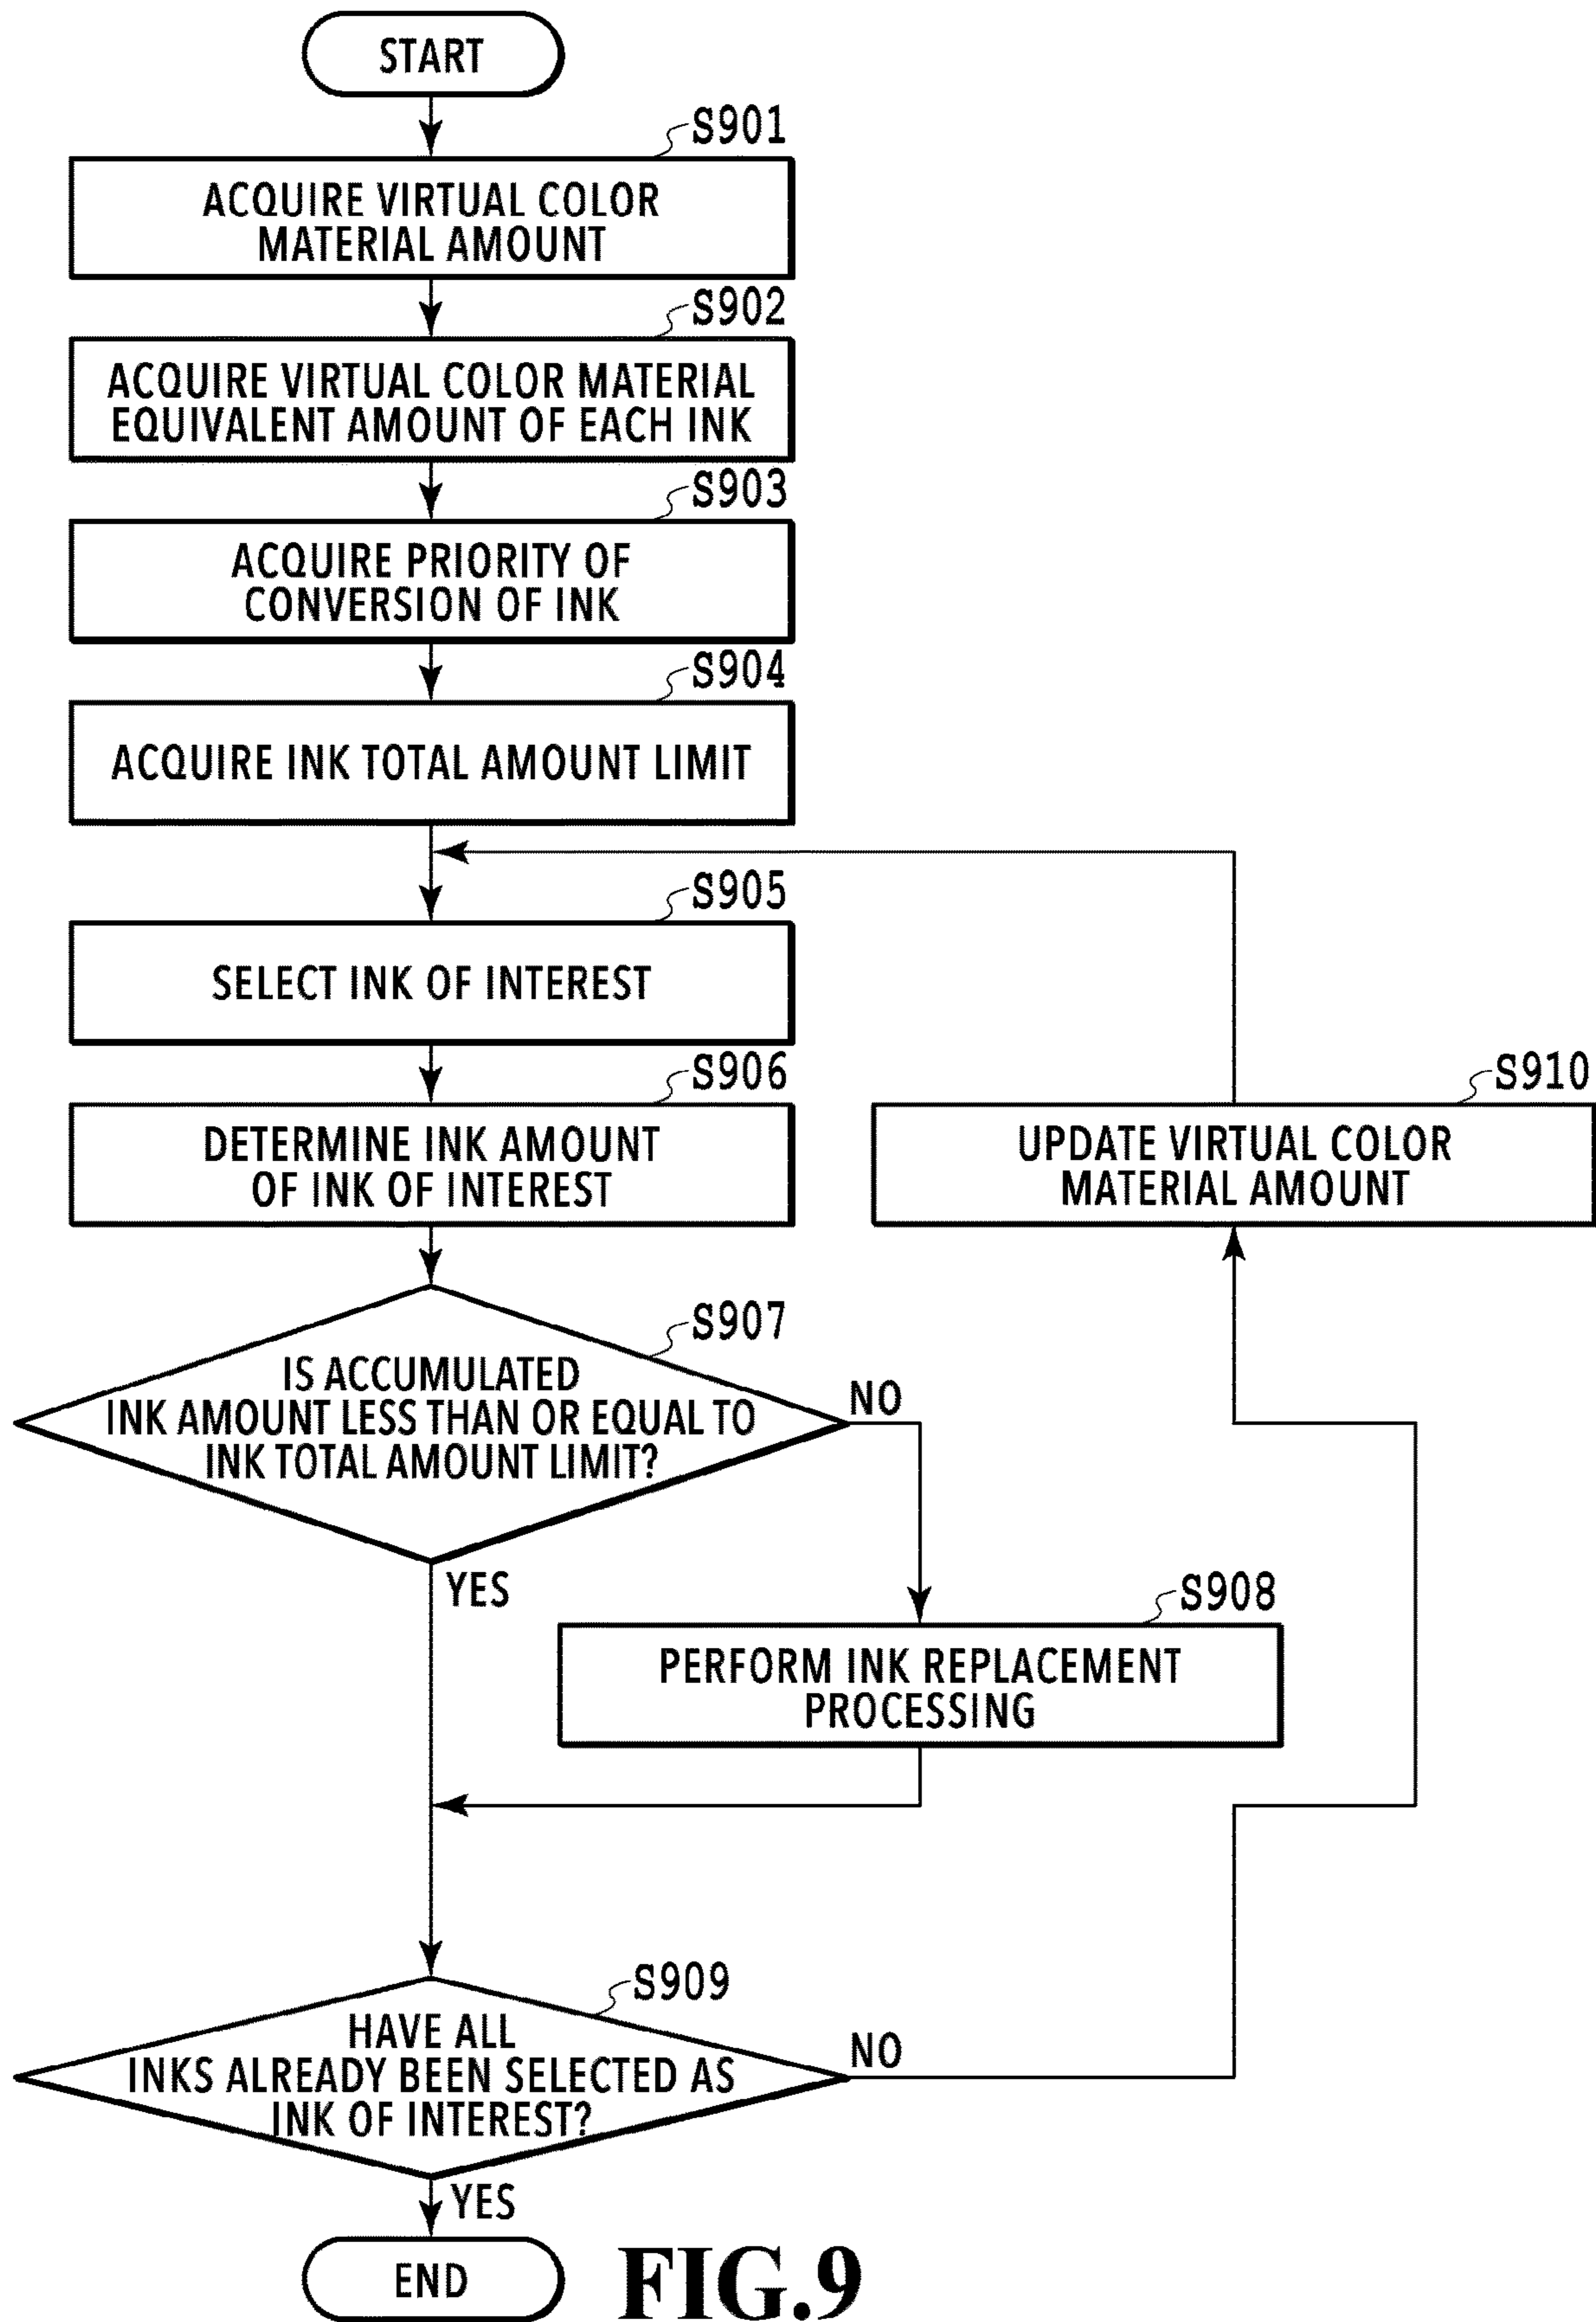 START
S901
ACQUIRE VIRTUAL COLOR
MATERIAL AMOUNT
S902
ACQUIRE VIRTUAL COLOR MATERIAL
EQUIVALENT AMOUNT OF EACH INK
S903
ACQUIRE PRIORITY OF
CONVERSION OF INK
S904
ACQUIRE INK TOTAL AMOUNT LIMIT
S905
SELECT INK OF INTEREST
S906
DETERMINE INK AMOUNT
OF INK OF INTEREST
S910
UPDATE VIRTUAL COLOR
MATERIAL AMOUNT
S907
IS ACCUMULATED
INK AMOUNT LESS THAN OR EQUAL TO
INK TOTAL AMOUNT LIMIT?
NO
YES
S908
PERFORM INK REPLACEMENT
PROCESSING
S909
HAVE ALL
INKS ALREADY BEEN SELECTED AS
INK OF INTEREST?
NO
YES
END
FIG.9